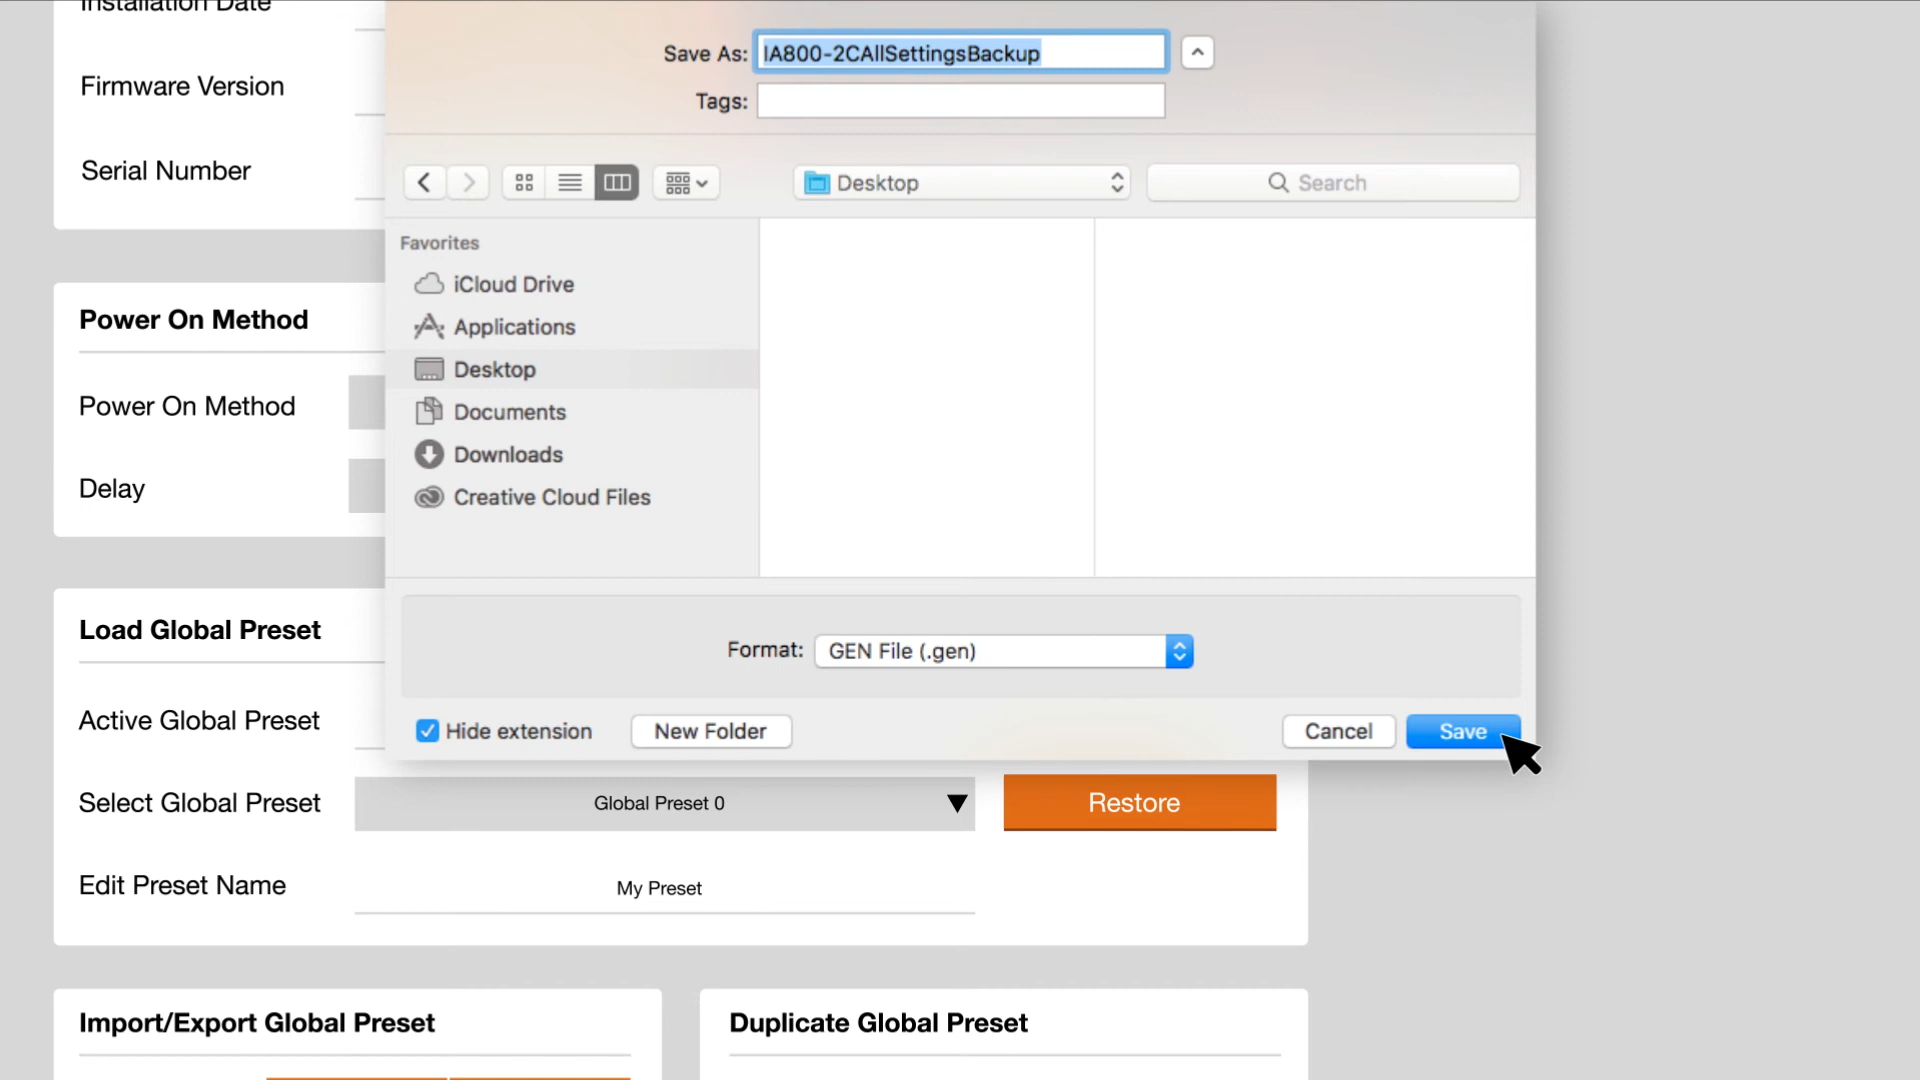 Installation Date
Save As: IA800-2CAllSettingsBackup
Firmware Version
Tags:
Serial Number
Desktop
Search
Favorites
iCloud Drive
Applications
Desktop
Documents
Downloads
Creative Cloud Files
Power On Method
Power On Method
Delay
Format: GEN File (.gen)
Hide extension
New Folder
Cancel
Save
Load Global Preset
Active Global Preset
Select Global Preset
Global Preset 0
Restore
Edit Preset Name
My Preset
Import/Export Global Preset
Duplicate Global Preset